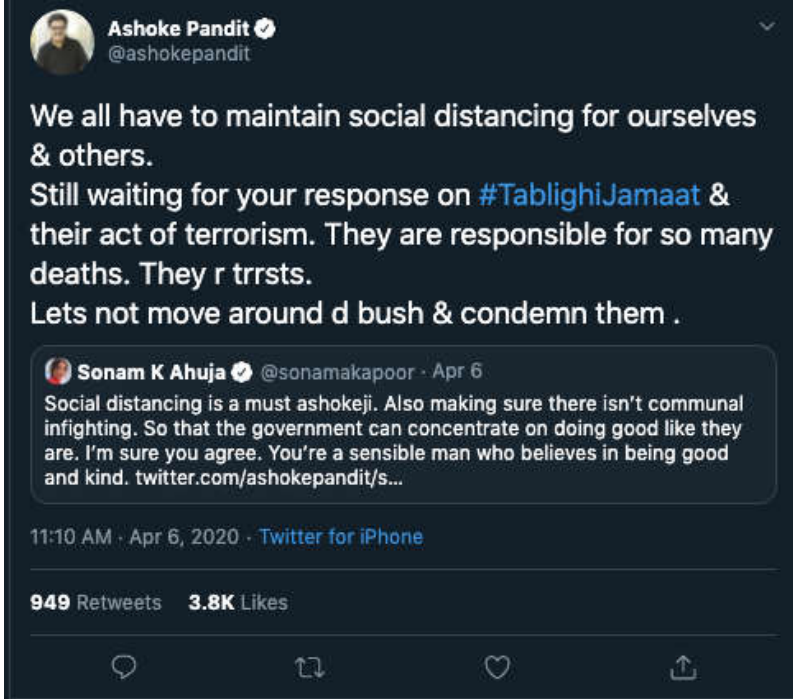 Ashoke Pandit
@ashokepandit
We all have to maintain social distancing for ourselves
& others.
Still waiting for your response on #TablighiJamaat &
their act of terrorism. They are responsible for so many
deaths. They r trrsts.
Lets not move around d bush & condemn them .
Sonam K Ahuja @sonamakapoor · Apr 6
Social distancing is a must ashokeji. Also making sure there isn’t communal
infighting. So that the government can concentrate on doing good like they
are. I’m sure you agree. You’re a sensible man who believes in being good
and kind. twitter.com/ashokepandit/s...
11:10 AM · Apr 6, 2020 · Twitter for iPhone
949 Retweets 3.8K Likes